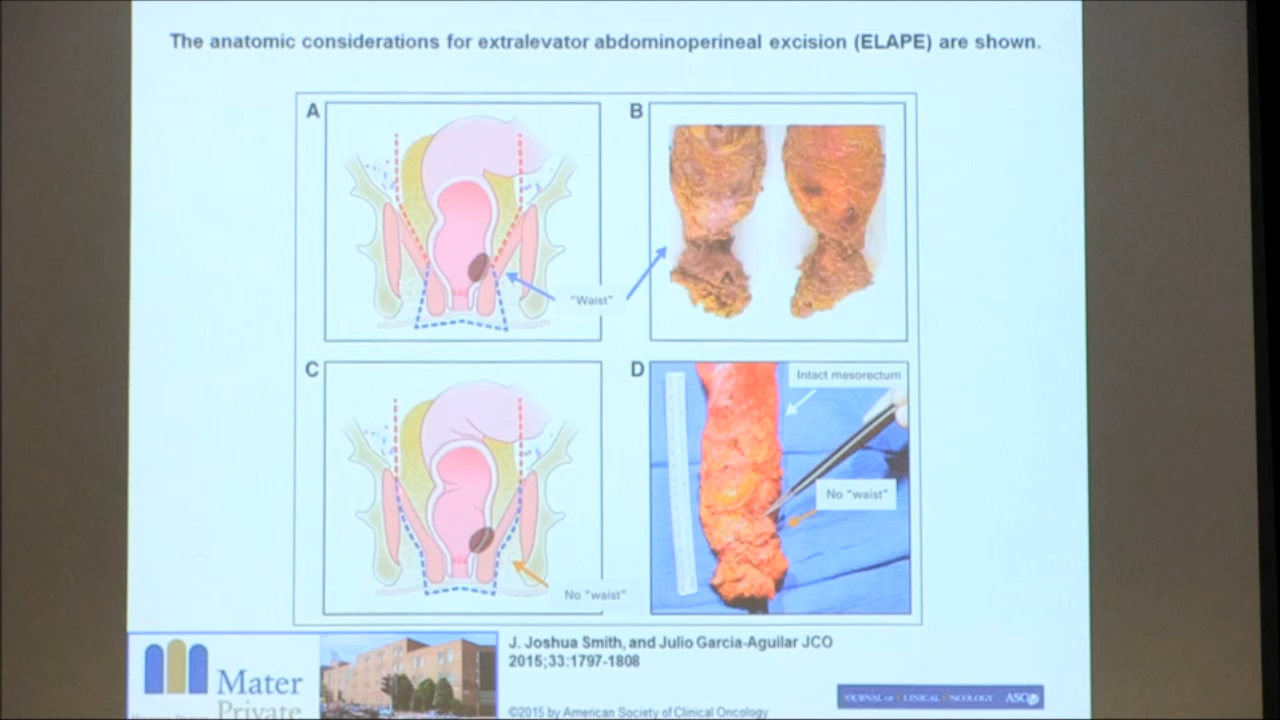 The anatomic considerations for extralevator abdominoperineal excision (ELAPE) are shown.
A
B
"Waist"
C
D
Intact mesorectum
No "waist"
No "waist"
J. Joshua Smith, and Julio Garcia-Aguilar JCO
2015;33:1797-1808
Mater
Private
JOURNAL OF CLINICAL ONCOLOGY ASCO
©2015 by American Society of Clinical Oncology